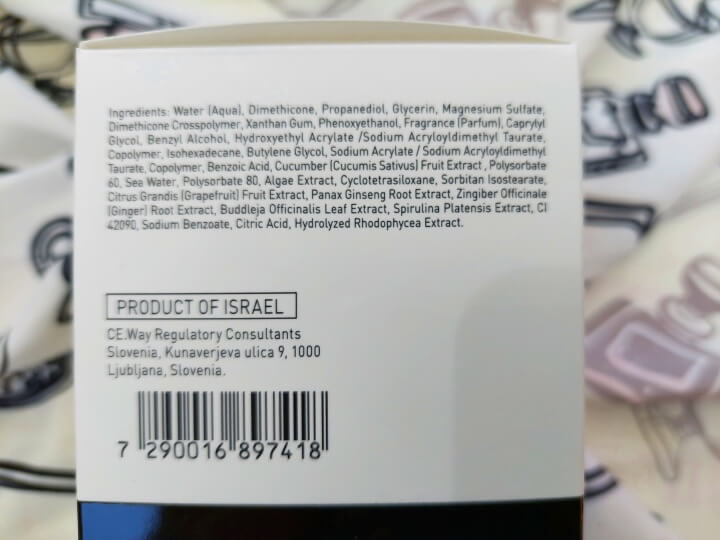 Ingredients: Water (Aqua), Dimethicone, Propanediol, Glycerin, Magnesium Sulfate,
Dimethicone Crosspolymer, Xanthan Gum, Phenoxyethanol, Fragrance (Parfum), Caprylyl
Glycol, Benzyl Alcohol, Hydroxyethyl Acrylate /Sodium Acryloyldimethyl Taurate,
Copolymer, Isohexadecane, Butylene Glycol, Sodium Acrylate / Sodium Acryloyldimethyl
Taurate, Copolymer, Benzoic Acid, Cucumber (Cucumis Sativus) Fruit Extract , Polysorbate
60, Sea Water, Polysorbate 80, Algae Extract, Cyclotetrasiloxane, Sorbitan Isostearate,
Citrus Grandis (Grapefruit) Fruit Extract, Panax Ginseng Root Extract, Zingiber Officinale
(Ginger) Root Extract, Buddleja Officinalis Leaf Extract, Spirulina Platensis Extract, CI
42090, Sodium Benzoate, Citric Acid, Hydrolyzed Rhodophycea Extract.
PRODUCT OF ISRAEL
CE.Way Regulatory Consultants
Slovenia, Kunaverjeva ulica 9, 1000
Ljubljana, Slovenia.
7 290016 897418